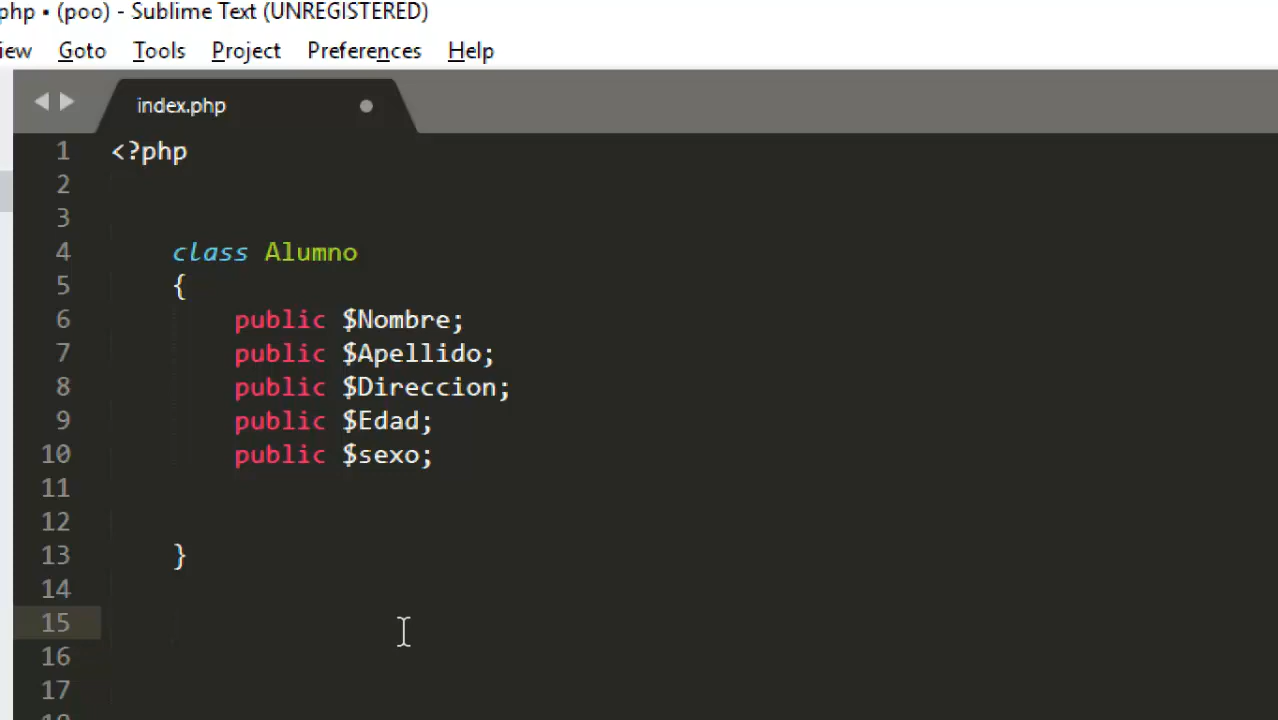 php • (poo) - Sublime Text (UNREGISTERED)
iew Goto Tools Project Preferences Help
index.php
1 <?php
2
3
4 class Alumno
5 {
6 public $Nombre;
7 public $Apellido;
8 public $Direccion;
9 public $Edad;
10 public $sexo;
11
12
13 }
14
15
16
17